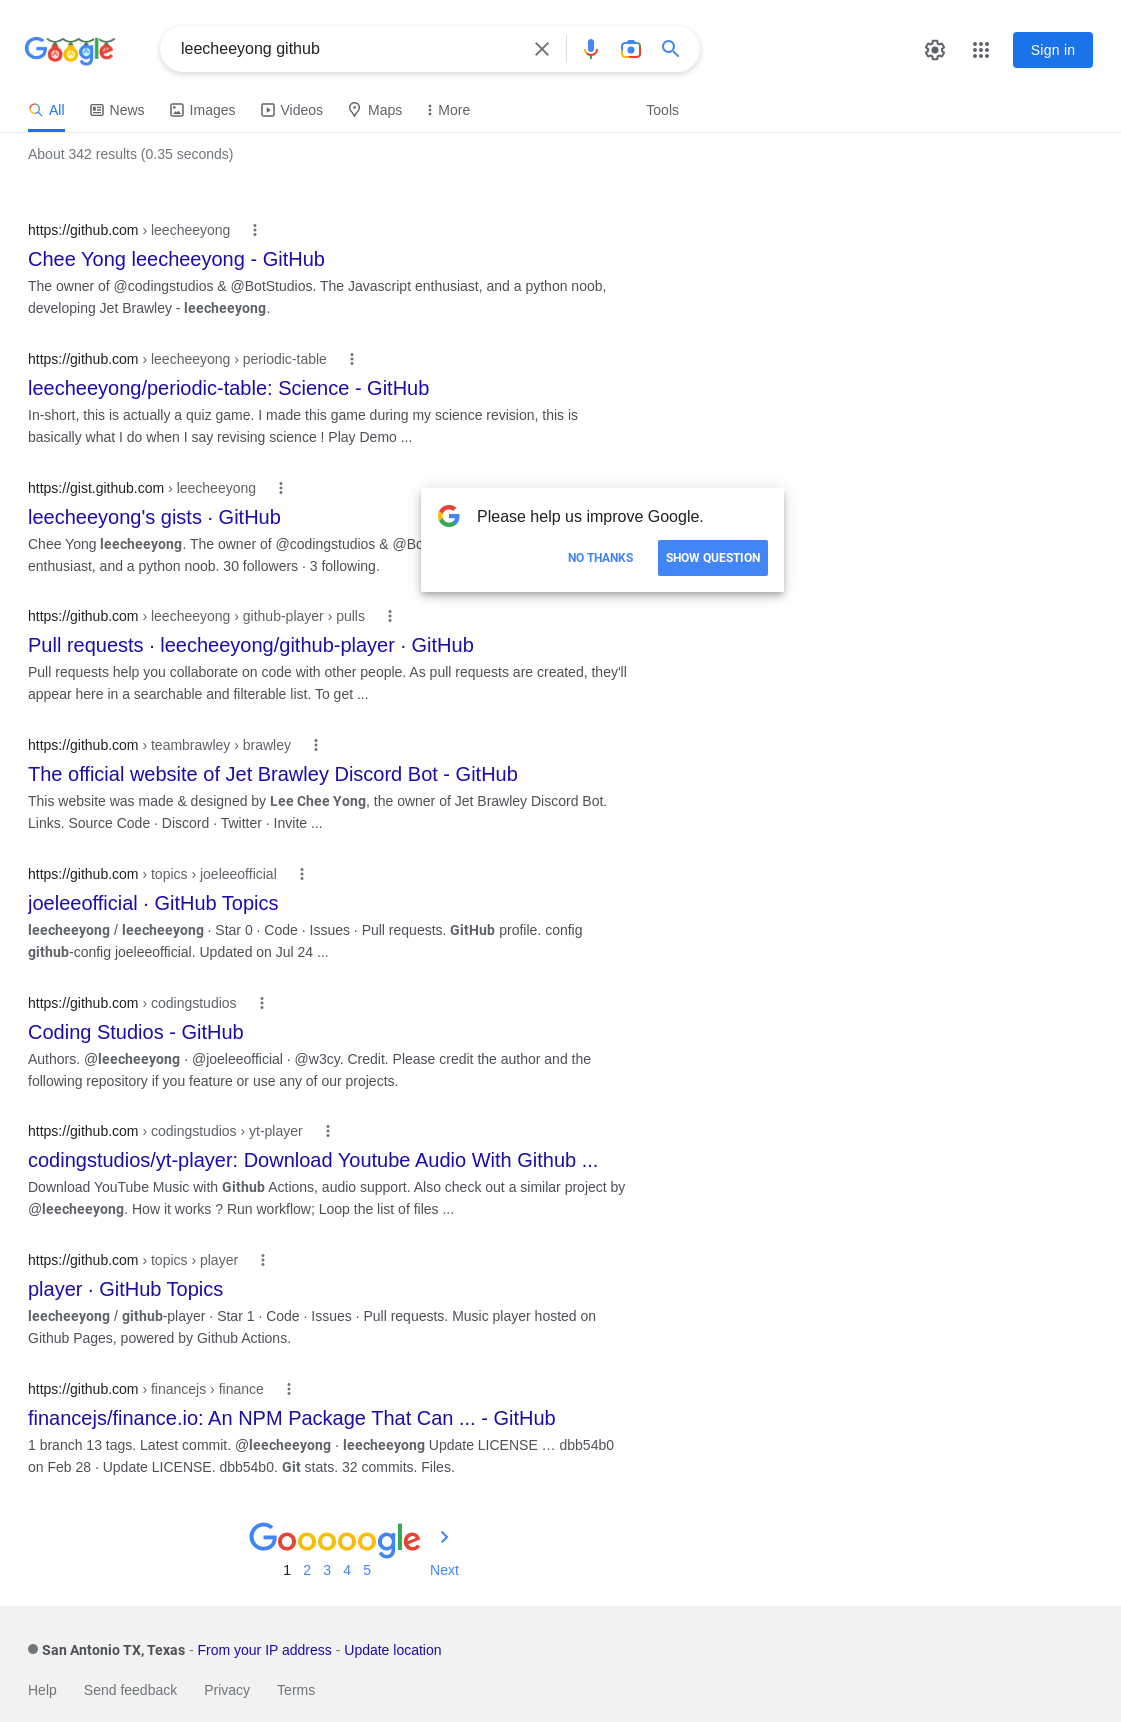 Google
leecheeyong github
Sign in
All News Images Videos Maps More Tools
About 342 results (0.35 seconds)
https://github.com › leecheeyong
Chee Yong leecheeyong - GitHub
The owner of @codingstudios & @BotStudios. The Javascript enthusiast, and a python noob,
developing Jet Brawley - leecheeyong.
https://github.com › leecheeyong › periodic-table
leecheeyong/periodic-table: Science - GitHub
In-short, this is actually a quiz game. I made this game during my science revision, this is
basically what I do when I say revising science ! Play Demo ...
https://gist.github.com › leecheeyong
leecheeyong's gists · GitHub
Chee Yong leecheeyong. The owner of @codingstudios &
enthusiast, and a python noob. 30 followers · 3 following.
Please help us improve Google.
NO THANKS SHOW QUESTION
https://github.com › leecheeyong › github-player › pulls
Pull requests · leecheeyong/github-player · GitHub
Pull requests help you collaborate on code with other people. As pull requests are created, they'll
appear here in a searchable and filterable list. To get ...
https://github.com › teambrawley › brawley
The official website of Jet Brawley Discord Bot - GitHub
This website was made & designed by Lee Chee Yong, the owner of Jet Brawley Discord Bot.
Links. Source Code · Discord · Twitter · Invite ...
https://github.com › topics › joeleeofficial
joeleeofficial · GitHub Topics
leecheeyong / leecheeyong · Star 0 · Code · Issues · Pull requests. GitHub profile. config
github-config joeleeofficial. Updated on Jul 24 ...
https://github.com › codingstudios
Coding Studios - GitHub
Authors. @leecheeyong · @joeleeofficial · @w3cy. Credit. Please credit the author and the
following repository if you feature or use any of our projects.
https://github.com › codingstudios › yt-player
codingstudios/yt-player: Download Youtube Audio With Github ...
Download YouTube Music with Github Actions, audio support. Also check out a similar project by
@leecheeyong. How it works ? Run workflow; Loop the list of files ...
https://github.com › topics › player
player · GitHub Topics
leecheeyong / github-player · Star 1 · Code · Issues · Pull requests. Music player hosted on
Github Pages, powered by Github Actions.
https://github.com › financejs › finance
financejs/finance.io: An NPM Package That Can ... - GitHub
1 branch 13 tags. Latest commit. @leecheeyong · leecheeyong Update LICENSE … dbb54b0
on Feb 28 · Update LICENSE. dbb54b0. Git stats. 32 commits. Files.
Gooooogle
1 2 3 4 5 Next
San Antonio TX, Texas - From your IP address - Update location
Help Send feedback Privacy Terms